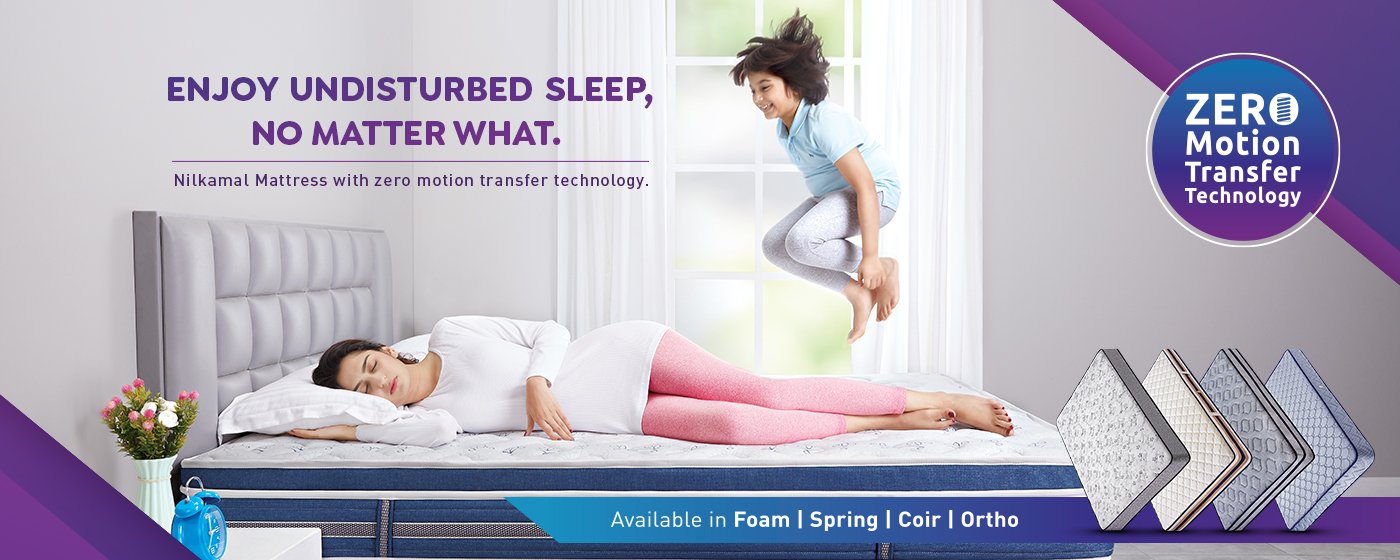 ENJOY UNDISTURBED SLEEP,
NO MATTER WHAT.
Nilkamal Mattress with zero motion transfer technology.
ZERO
Motion
Transfer
Technology
Available in Foam | Spring | Coir | Ortho